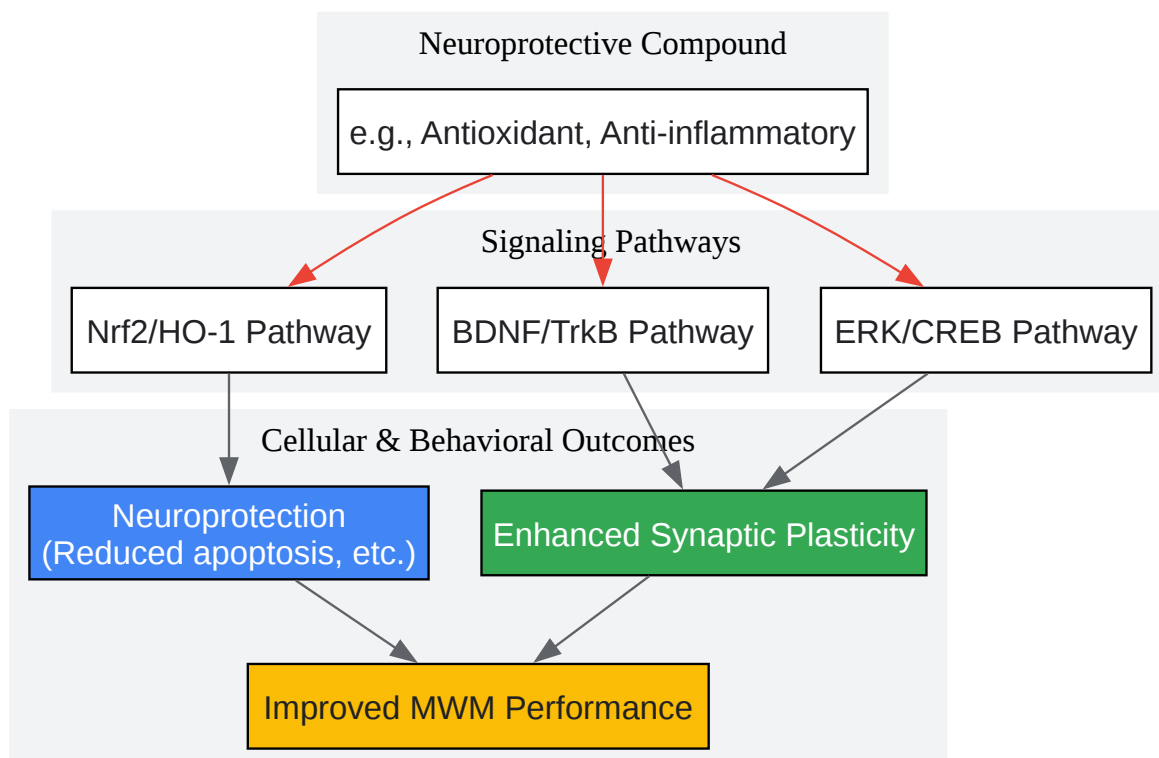 Neuroprotective Compound
e.g., Antioxidant, Anti-inflammatory
Signaling Pathways
Nrf2/HO-1 Pathway
BDNF/TrkB Pathway
ERK/CREB Pathway
Cellular & Behavioral Outcomes
Neuroprotection
(Reduced apoptosis, etc.)
Enhanced Synaptic Plasticity
Improved MWM Performance